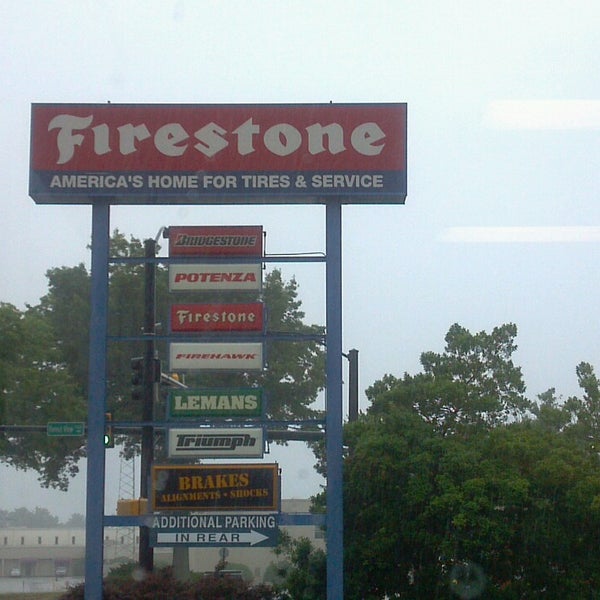 Firestone
AMERICA'S HOME FOR TIRES & SERVICE
BRIDGESTONE
POTENZA
Firestone
FIREHAWK
LEMANS
Triumph
BRAKES
ALIGNMENTS • SHOCKS
ADDITIONAL PARKING
IN REAR